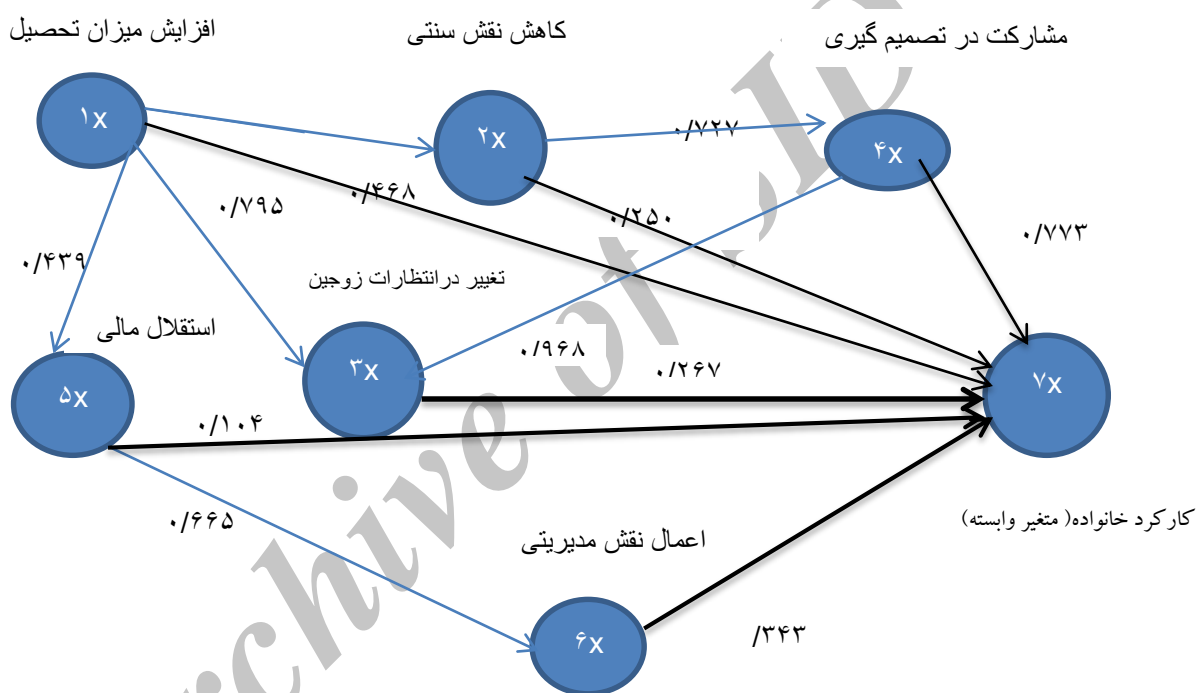 افزایش میزان تحصیل
کاهش نقش سنتی
مشارکت در تصمیم گیری
۱x
۲x
۴x
۰/۷۲۷
۰/۷۹۵
۰/۴۶۸
۰/۲۵۰
۰/۷۷۳
۰/۴۳۹
تغییر درانتظارات زوجین
استقلال مالی
۰/۹۶۸
۰/۲۶۷
۳x
۷x
۵x
۰/۱۰۴
۰/۶۶۵
اعمال نقش مدیریتی
کارکرد خانواده( متغیر وابسته)
۶x
/۳۴۳